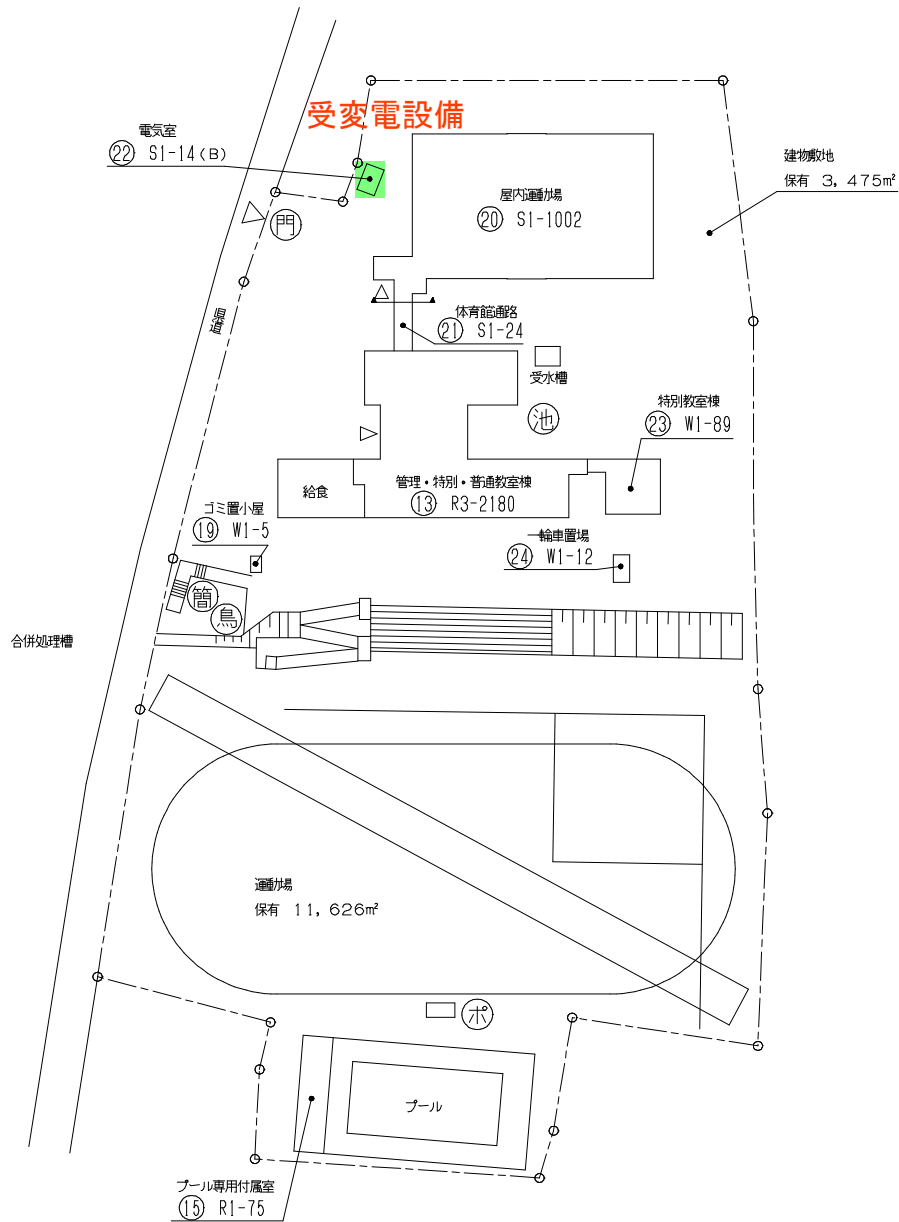 受変電設備
電気室
22 S1-14(B)
建物敷地
保有 3,475㎡
屋内運動場
20 S1-1002
門
県道
体育館通路
21 S1-24
受水槽
池
特別教室棟
23 W1-89
給食
管理・特別・普通教室棟
13 R3-2180
ゴミ置小屋
19 W1-5
一輪車置場
24 W1-12
簡
鳥
合併処理槽
運動場
保有 11,626㎡
ポ
プール
プール専用付属室
15 R1-75